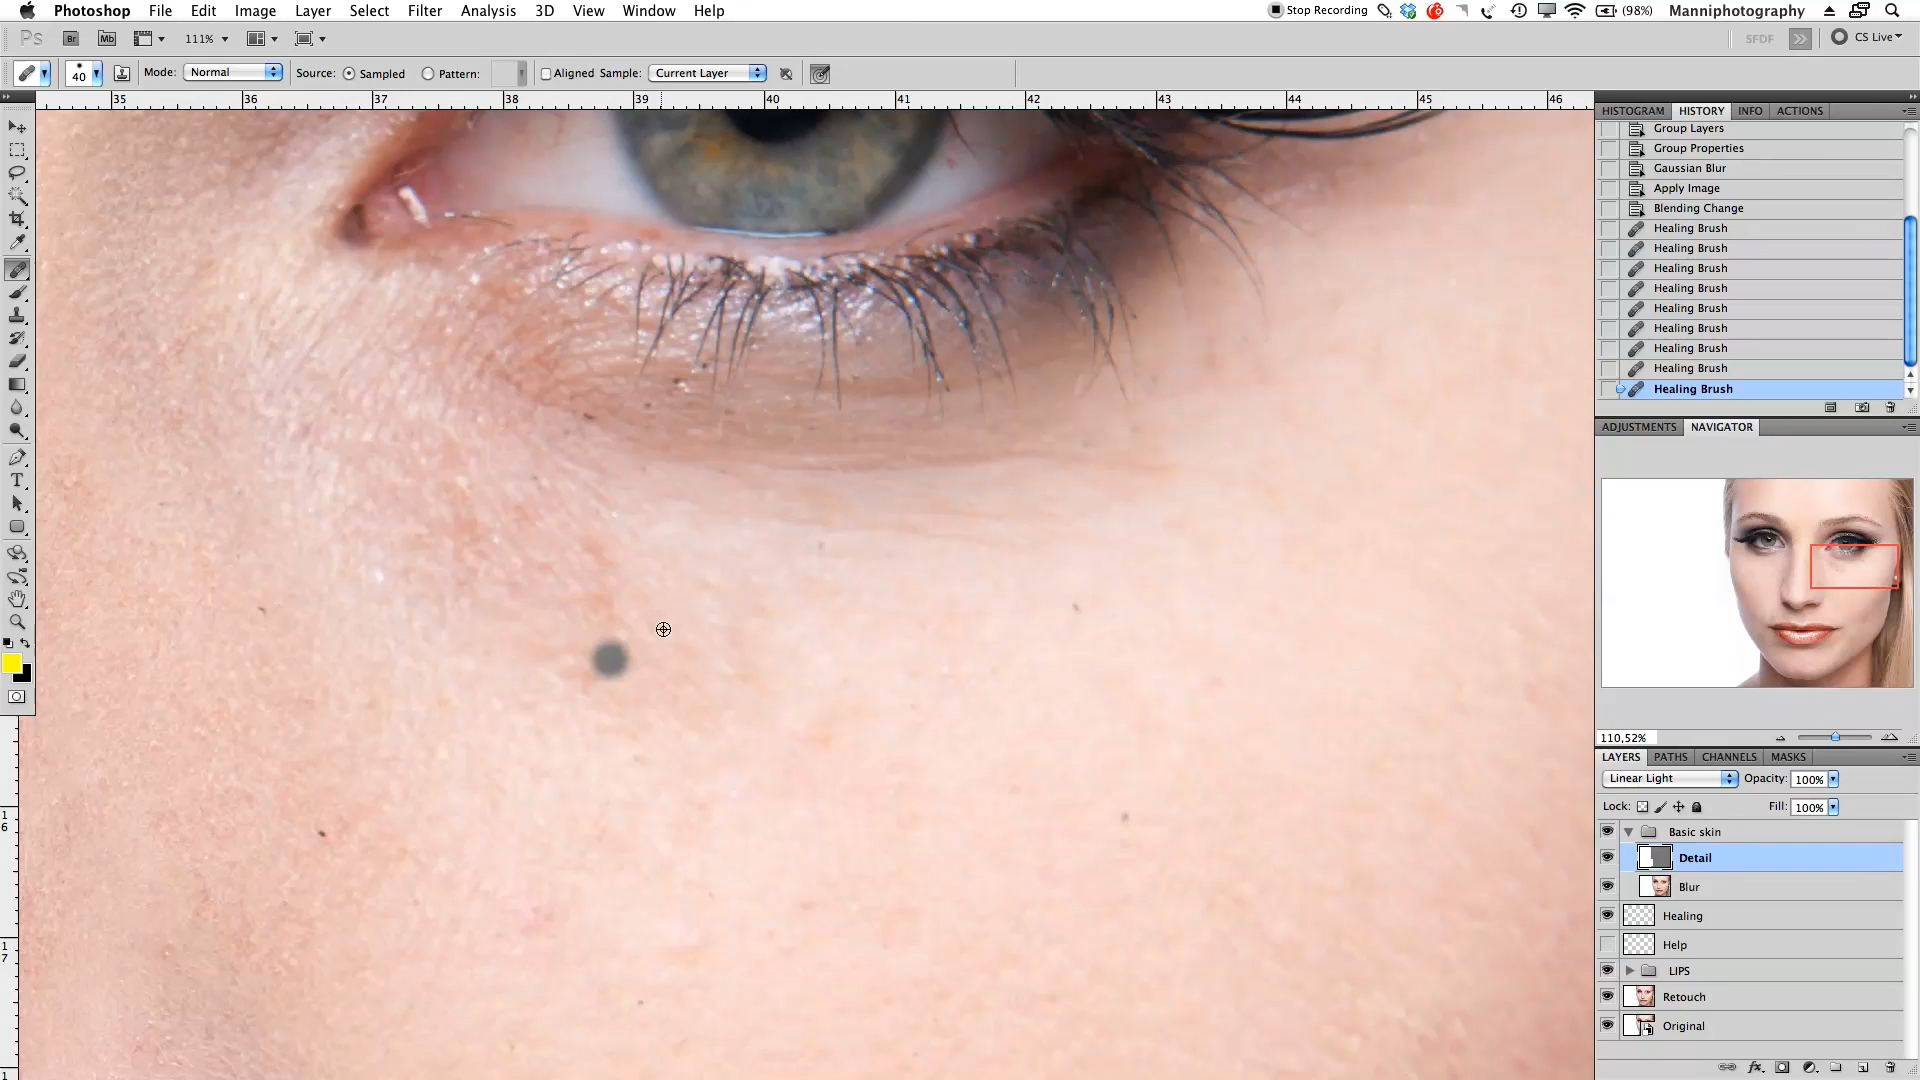 Photoshop File Edit Image Layer Select Filter Analysis 3D View Window Help Stop Recording (98%) Manniphotography
Ps Br Mb 111% SFDF CS Live
40 Mode: Normal Source: Sampled Pattern: Aligned Sample: Current Layer
35 36 37 38 39 40 41 42 43 44 45 46
HISTOGRAM HISTORY INFO ACTIONS
Group Layers
Group Properties
Gaussian Blur
Apply Image
Blending Change
Healing Brush
Healing Brush
Healing Brush
Healing Brush
Healing Brush
Healing Brush
Healing Brush
Healing Brush
Healing Brush
ADJUSTMENTS NAVIGATOR
110,52%
LAYERS PATHS CHANNELS MASKS
Linear Light Opacity: 100%
Lock: Fill: 100%
Basic skin
Detail
Blur
Healing
Help
LIPS
Retouch
Original
T
16
17
1
fx